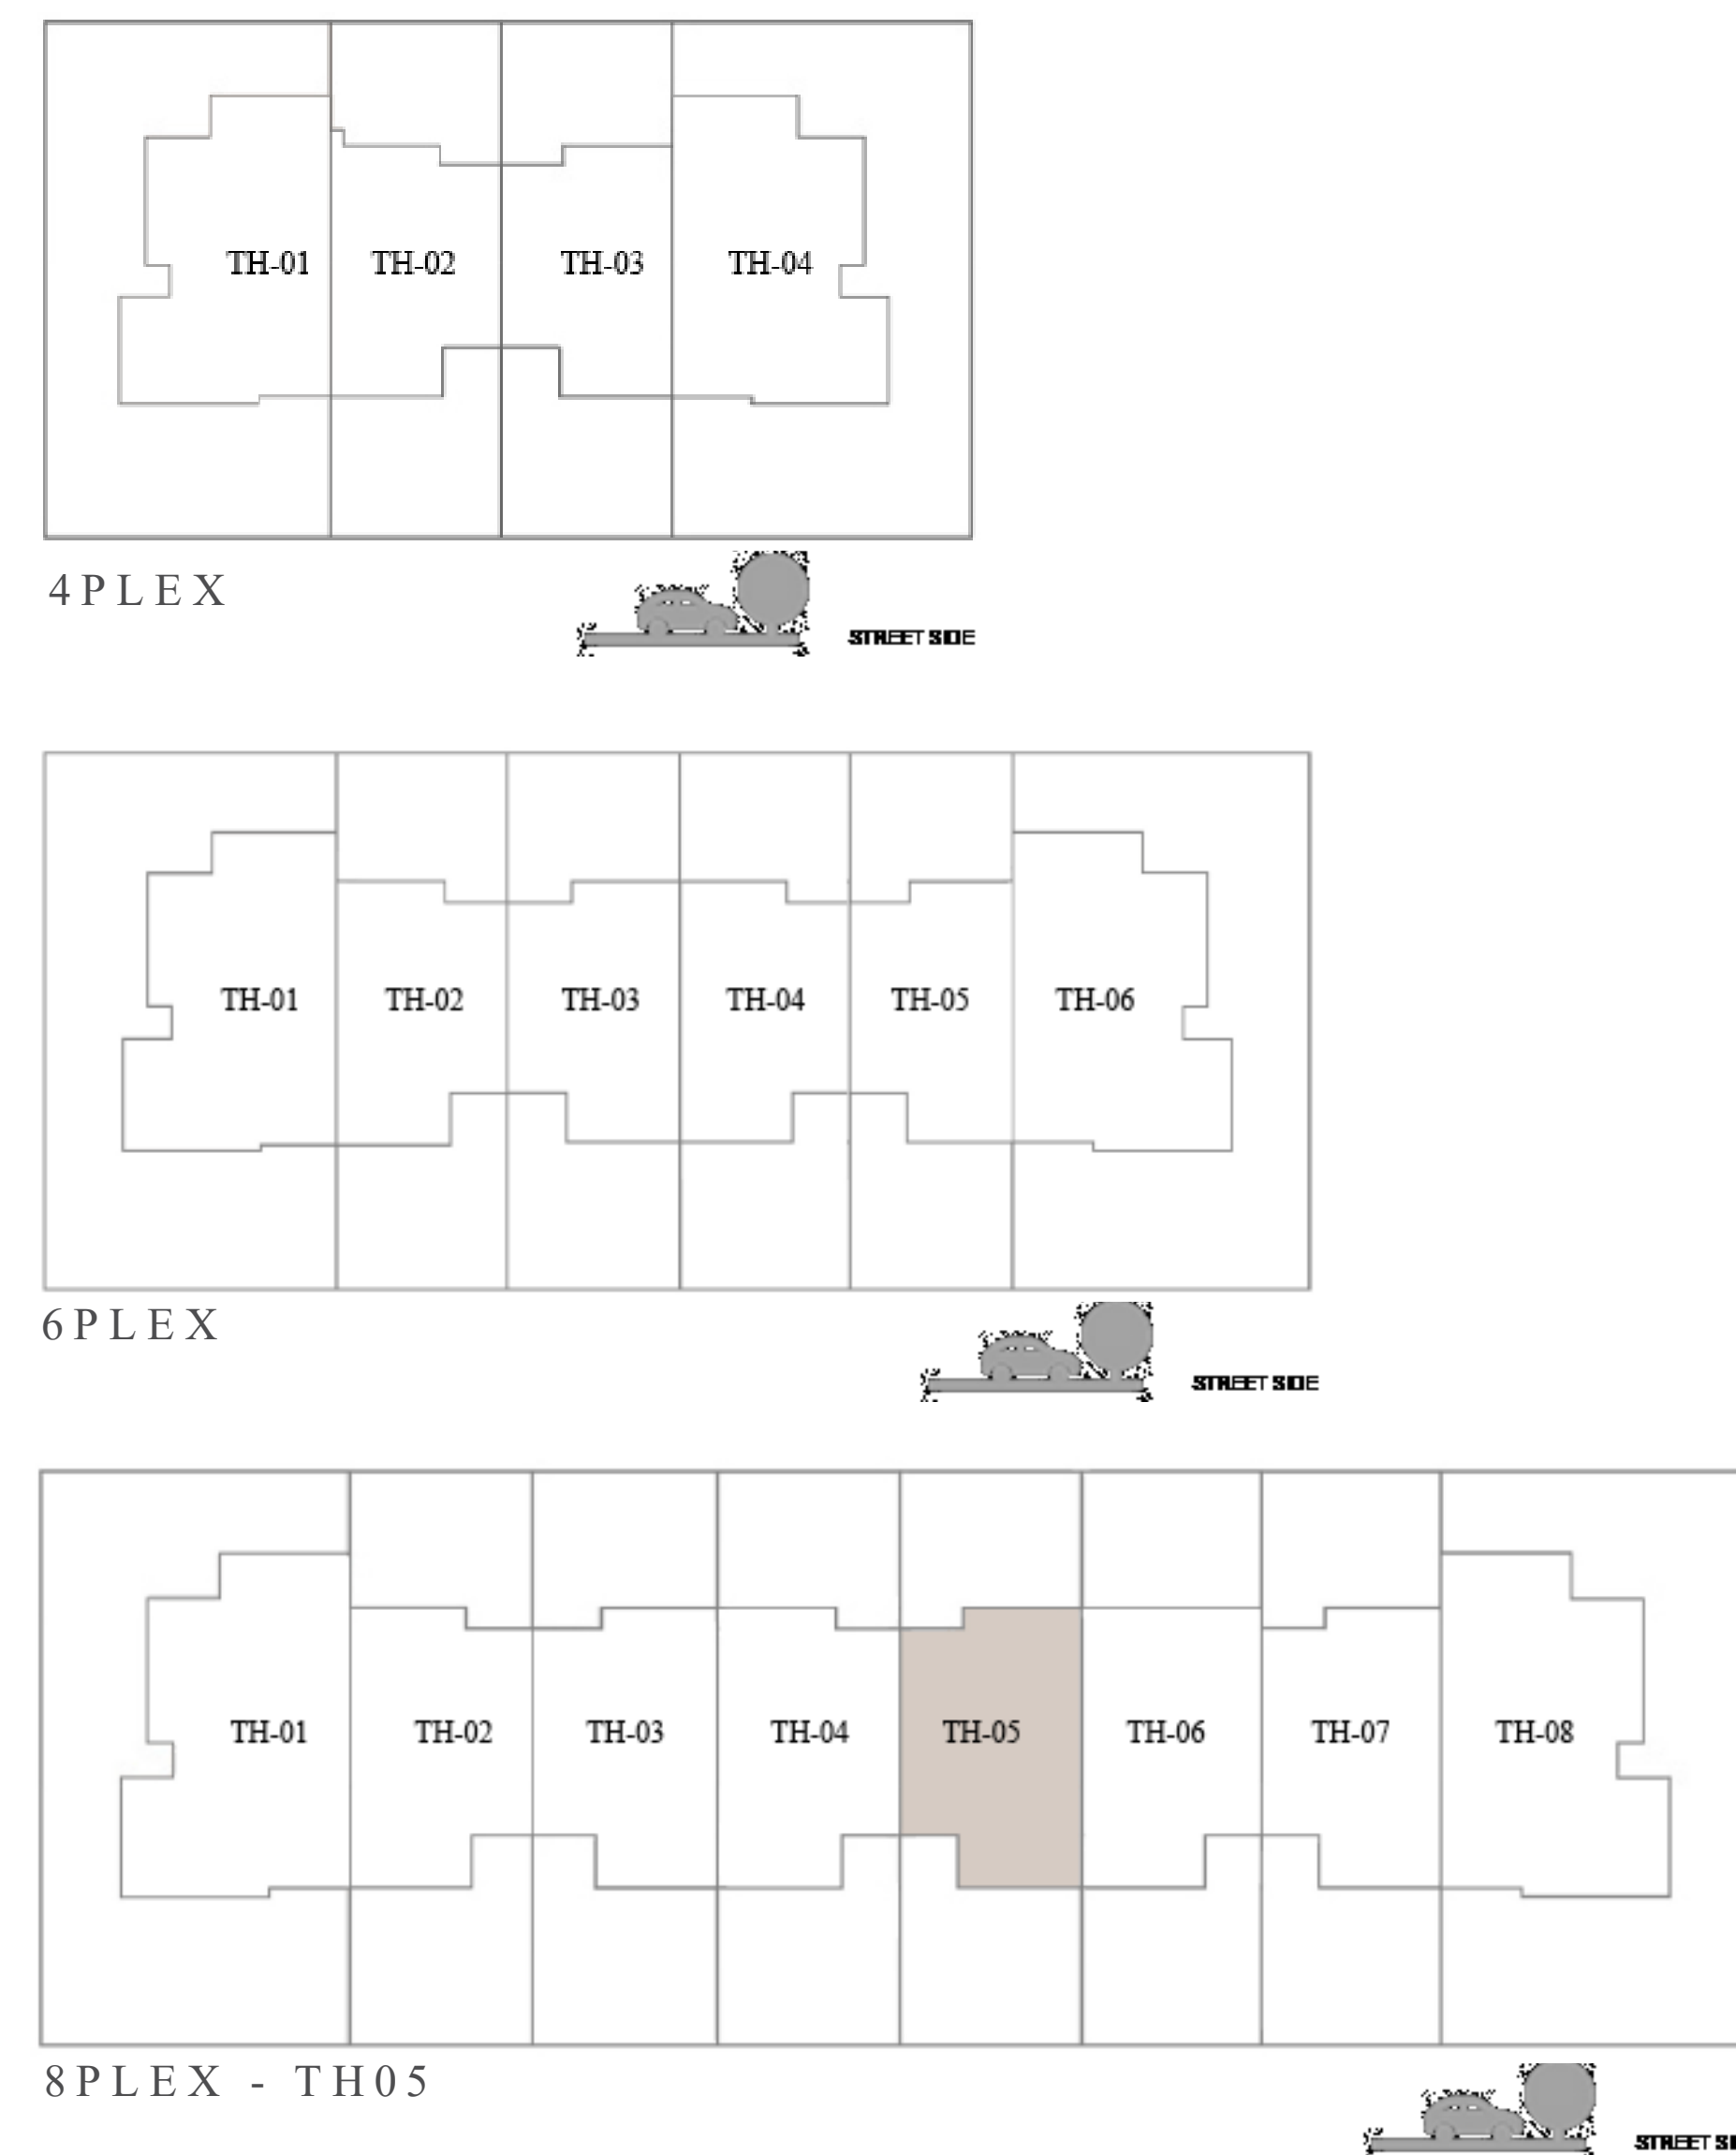 TH-01 TH-02 TH-03 TH-04
4PLEX
STREET SIDE
TH-01 TH-02 TH-03 TH-04 TH-05 TH-06
6PLEX
STREET SIDE
TH-01 TH-02 TH-03 TH-04 TH-05 TH-06 TH-07 TH-08
8PLEX - TH05
STREET